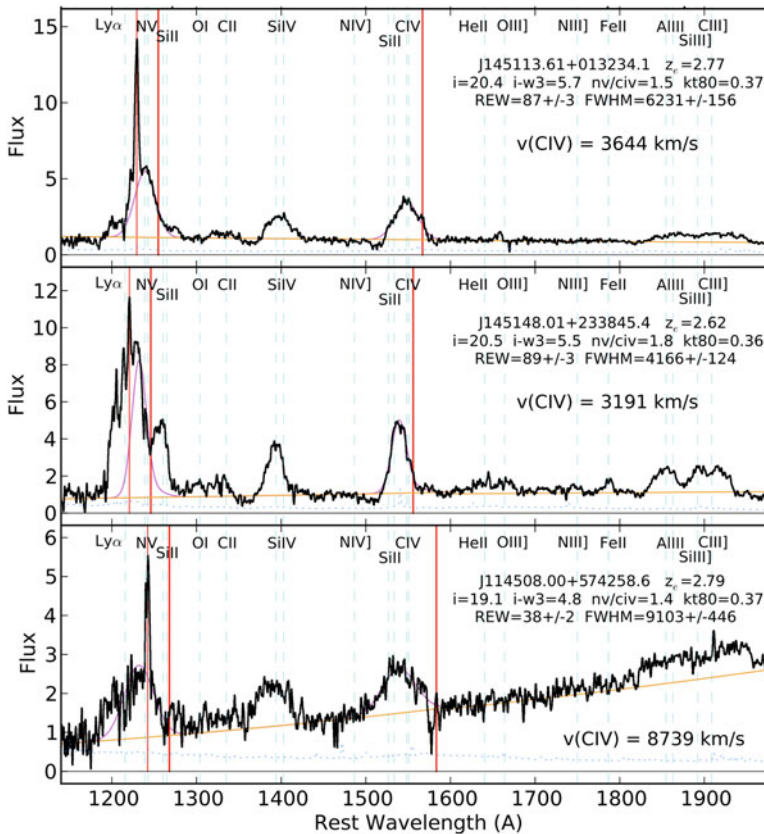 Lyα NV SiII OI CII SiIV NIV] SiII CIV HeII OIII] NIII] FeII AlIII SiIII] CIII]
J145113.61+013234.1 z_e=2.77
i=20.4 i-w3=5.7 nv/civ=1.5 kt80=0.37
REW=87+/-3 FWHM=6231+/-156
v(CIV) = 3644 km/s
15
10
5
0
Flux
Lyα NV SiII OI CII SiIV NIV] SiII CIV HeII OIII] NIII] FeII AlIII SiIII] CIII]
J145148.01+233845.4 z_e=2.62
i=20.5 i-w3=5.5 nv/civ=1.8 kt80=0.36
REW=89+/-3 FWHM=4166+/-124
v(CIV) = 3191 km/s
12
10
8
6
4
2
0
Flux
Lyα NV SiII OI CII SiIV NIV] SiII CIV HeII OIII] NIII] FeII AlIII SiIII] CIII]
J114508.00+574258.6 z_e=2.79
i=19.1 i-w3=4.8 nv/civ=1.4 kt80=0.37
REW=38+/-2 FWHM=9103+/-446
v(CIV) = 8739 km/s
6
5
4
3
2
1
0
Flux
1200 1300 1400 1500 1600 1700 1800 1900
Rest Wavelength (A)